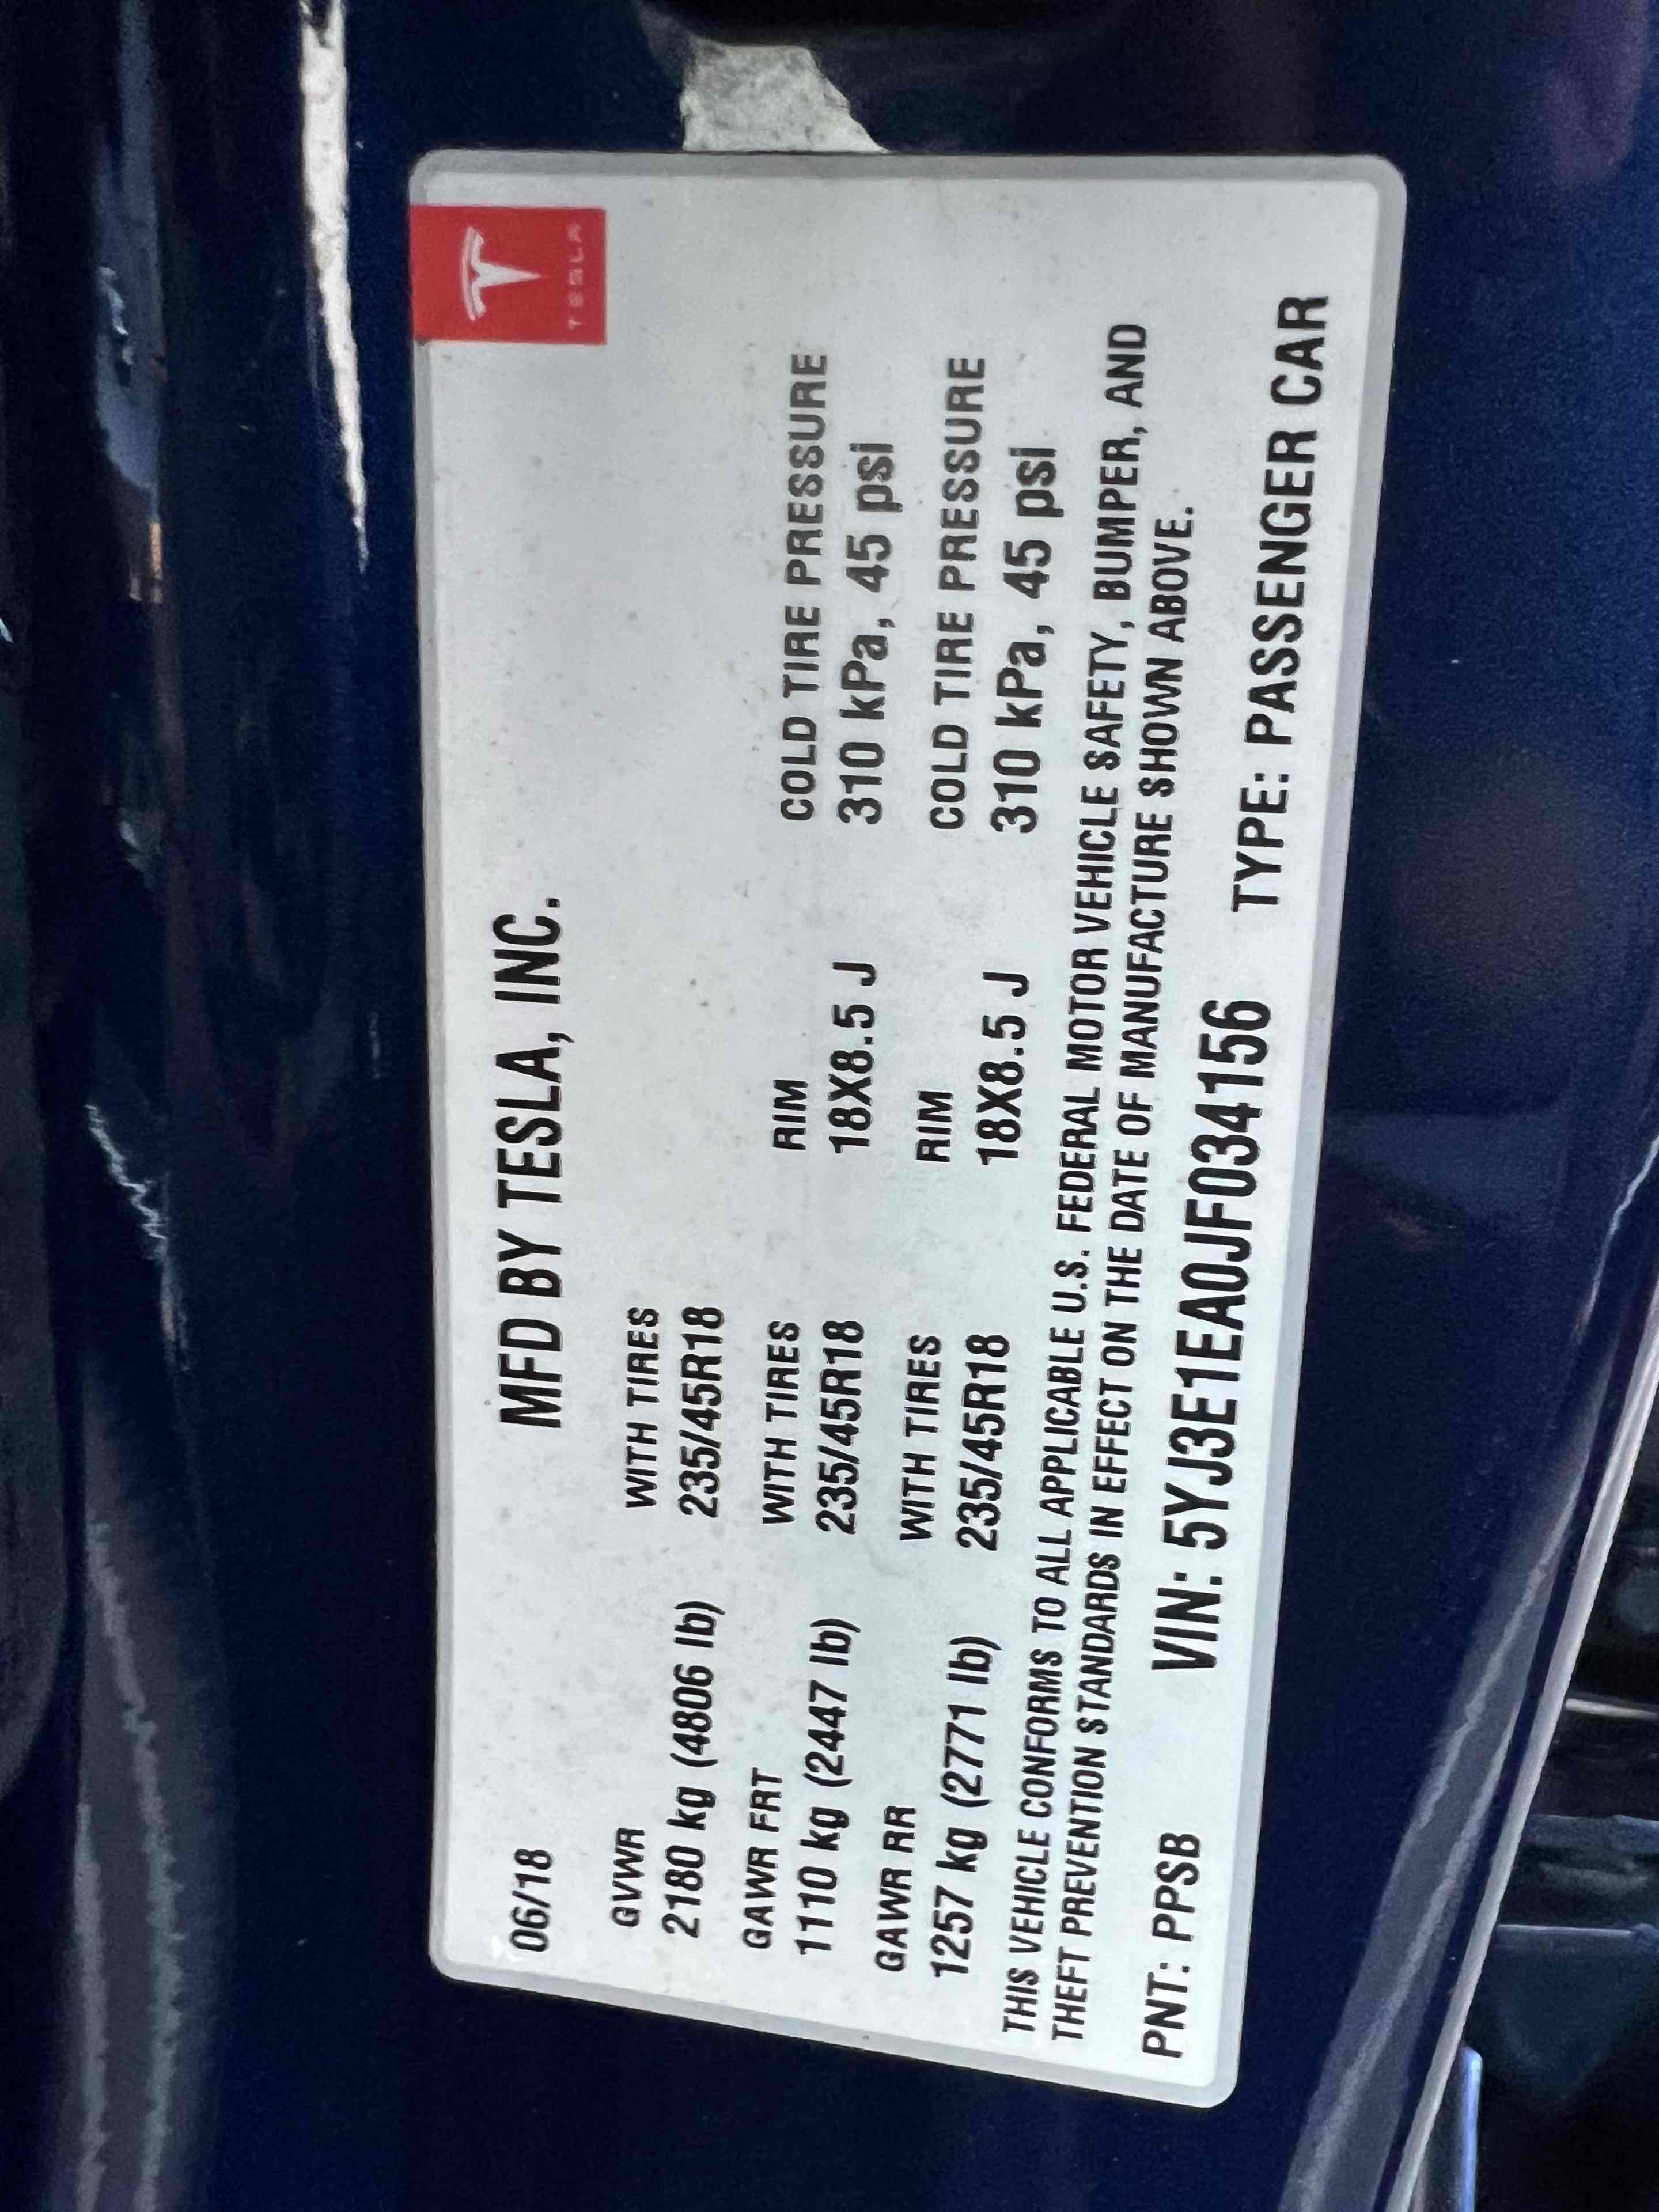 TESLA
06/18 MFD BY TESLA, INC.
GVWR WITH TIRES
2180 kg (4806 lb) 235/45R18
GAWR FRT WITH TIRES RIM COLD TIRE PRESSURE
1110 kg (2447 lb) 235/45R18 18X8.5 J 310 kPa, 45 psi
GAWR RR WITH TIRES RIM COLD TIRE PRESSURE
1257 kg (2771 lb) 235/45R18 18X8.5 J 310 kPa, 45 psi
THIS VEHICLE CONFORMS TO ALL APPLICABLE U.S. FEDERAL MOTOR VEHICLE SAFETY, BUMPER, AND
THEFT PREVENTION STANDARDS IN EFFECT ON THE DATE OF MANUFACTURE SHOWN ABOVE.
PNT: PPSB VIN: 5YJ3E1EA0JF034156 TYPE: PASSENGER CAR